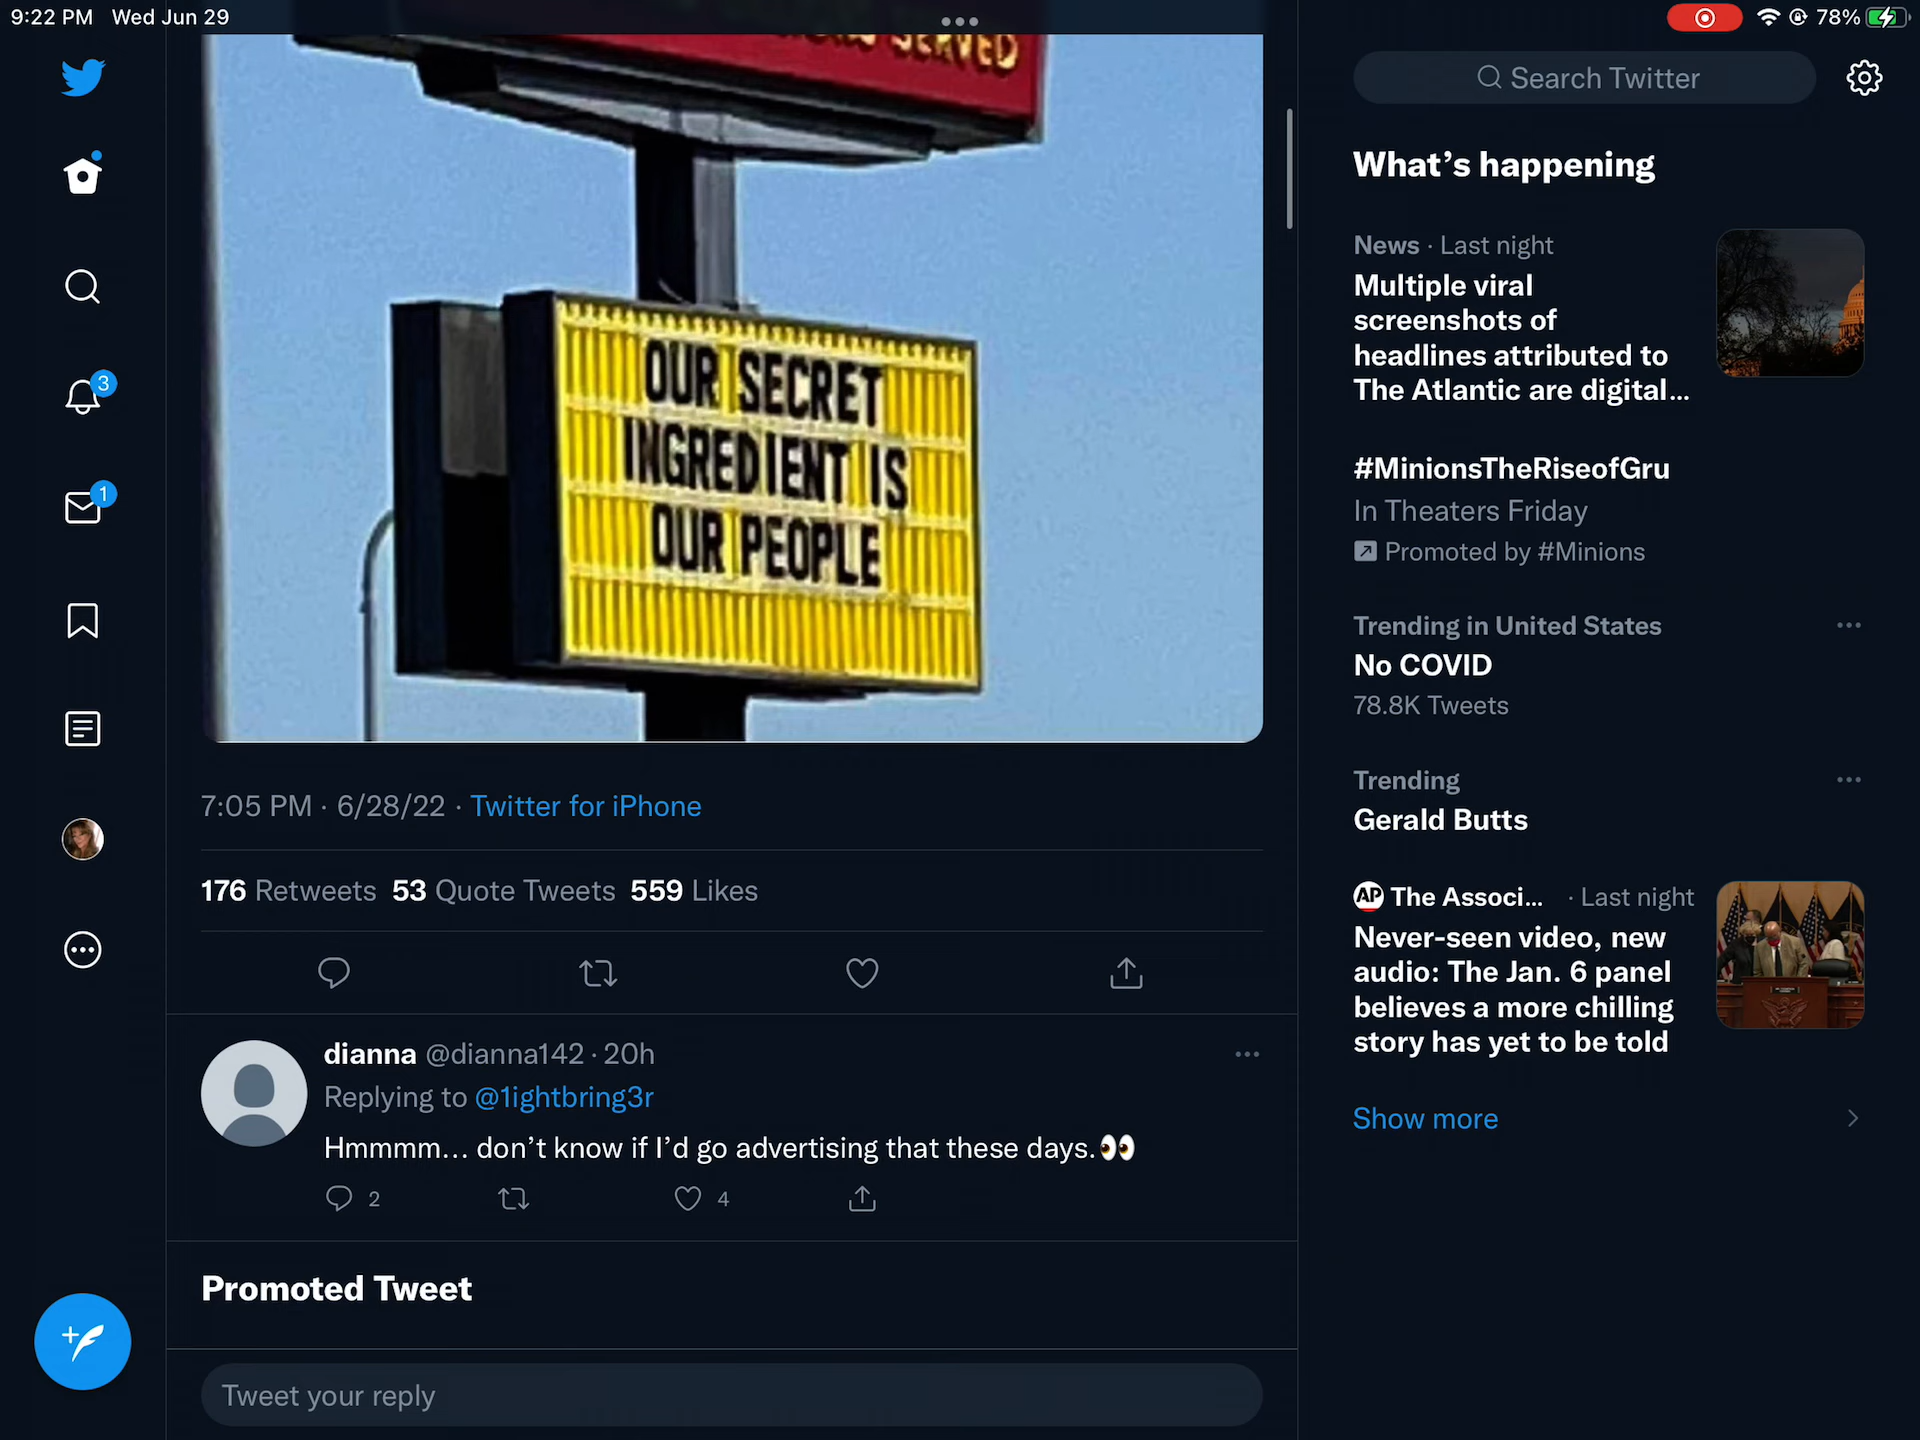 9:22 PM Wed Jun 29
78%
SERVED
OUR SECRET
INGREDIENT IS
OUR PEOPLE
7:05 PM · 6/28/22 · Twitter for iPhone
176 Retweets 53 Quote Tweets 559 Likes
dianna @dianna142 · 20h
Replying to @1ightbring3r
Hmmmm... don’t know if I’d go advertising that these days.👀
2
4
Promoted Tweet
Tweet your reply
3
1
Search Twitter
What’s happening
News · Last night
Multiple viral
screenshots of
headlines attributed to
The Atlantic are digital...
#MinionsTheRiseofGru
In Theaters Friday
Promoted by #Minions
Trending in United States
No COVID
78.8K Tweets
Trending
Gerald Butts
AP The Associ... · Last night
Never-seen video, new
audio: The Jan. 6 panel
believes a more chilling
story has yet to be told
Show more